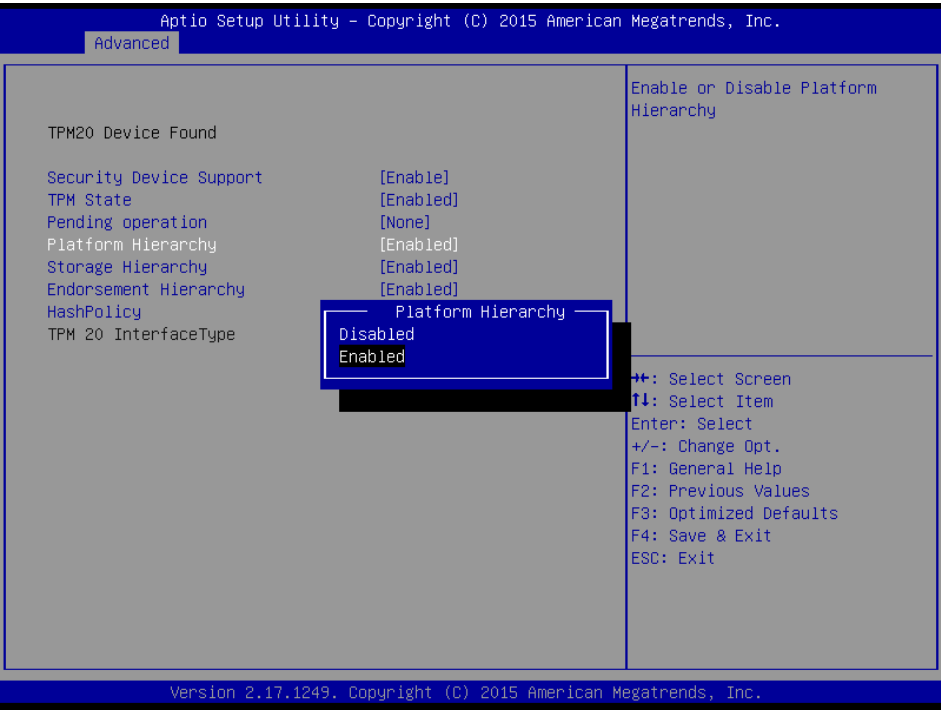 Aptio Setup Utility – Copyright (C) 2015 American Megatrends, Inc.
Advanced
TPM20 Device Found
Security Device Support [Enable]
TPM State [Enabled]
Pending operation [None]
Platform Hierarchy [Enabled]
Storage Hierarchy [Enabled]
Endorsement Hierarchy [Enabled]
HashPolicy
TPM 20 InterfaceType
Platform Hierarchy
Disabled
Enabled
Enable or Disable Platform
Hierarchy
→←: Select Screen
↑↓: Select Item
Enter: Select
+/-: Change Opt.
F1: General Help
F2: Previous Values
F3: Optimized Defaults
F4: Save & Exit
ESC: Exit
Version 2.17.1249. Copyright (C) 2015 American Megatrends, Inc.